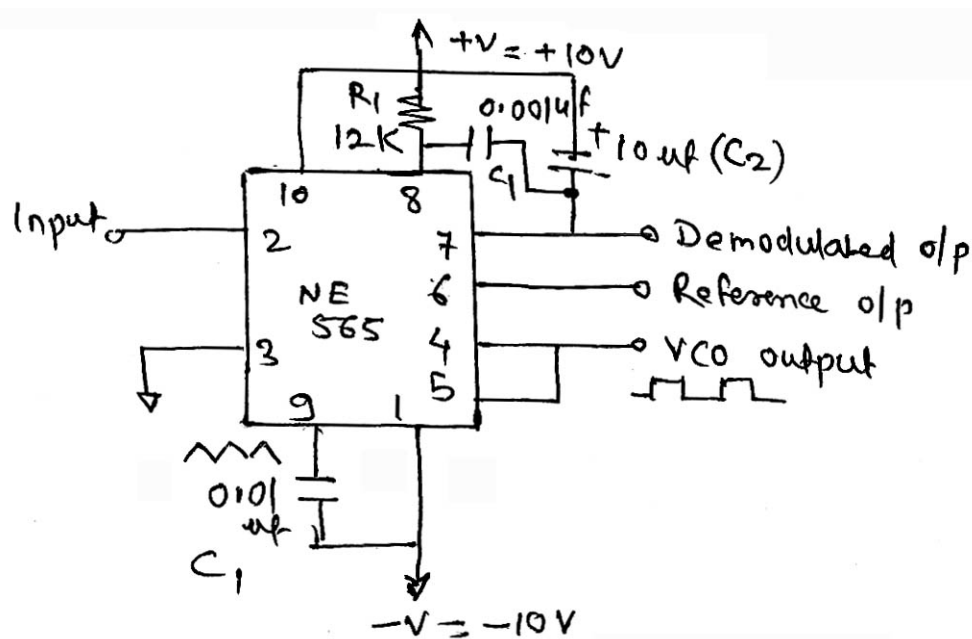 +V = +10V
R1
12K
0.001uf
C1
+
10 uf (C2)
-
10
8
Input
2
7
Demodulated o/p
NE
565
6
Reference o/p
3
4
VCO output
5
9
1
0.01
uf
C1
-V = -10V